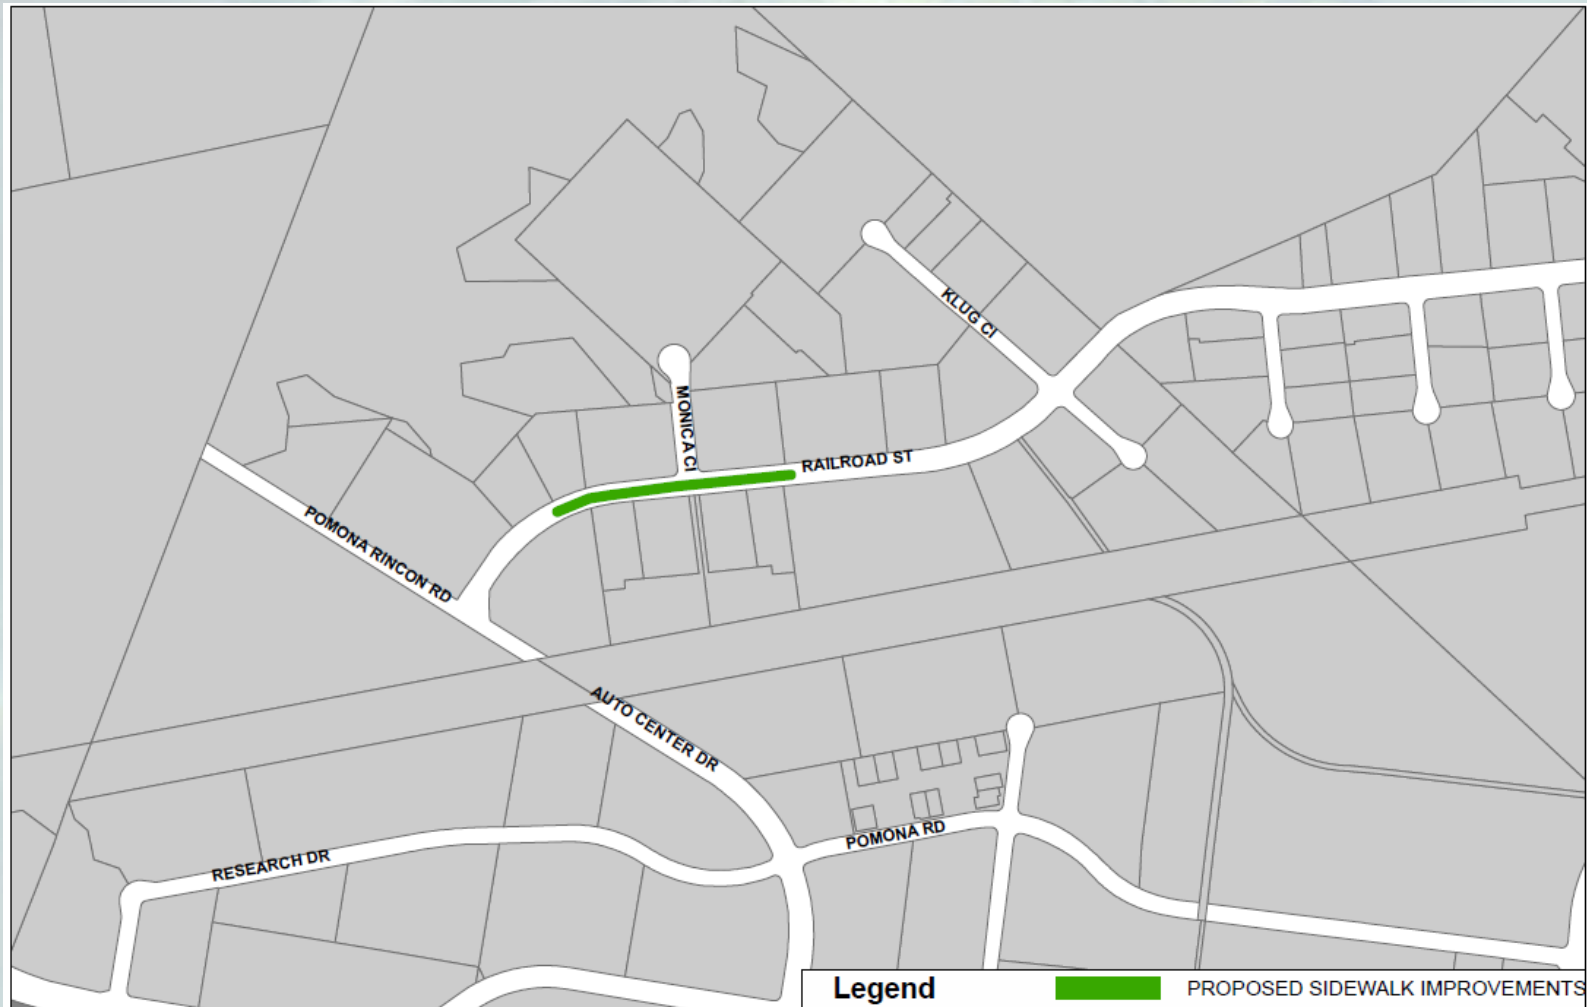 KLUG CI
MONICA CI
RAILROAD ST
POMONA RINCON RD
AUTO CENTER DR
POMONA RD
RESEARCH DR
Legend
PROPOSED SIDEWALK IMPROVEMENTS